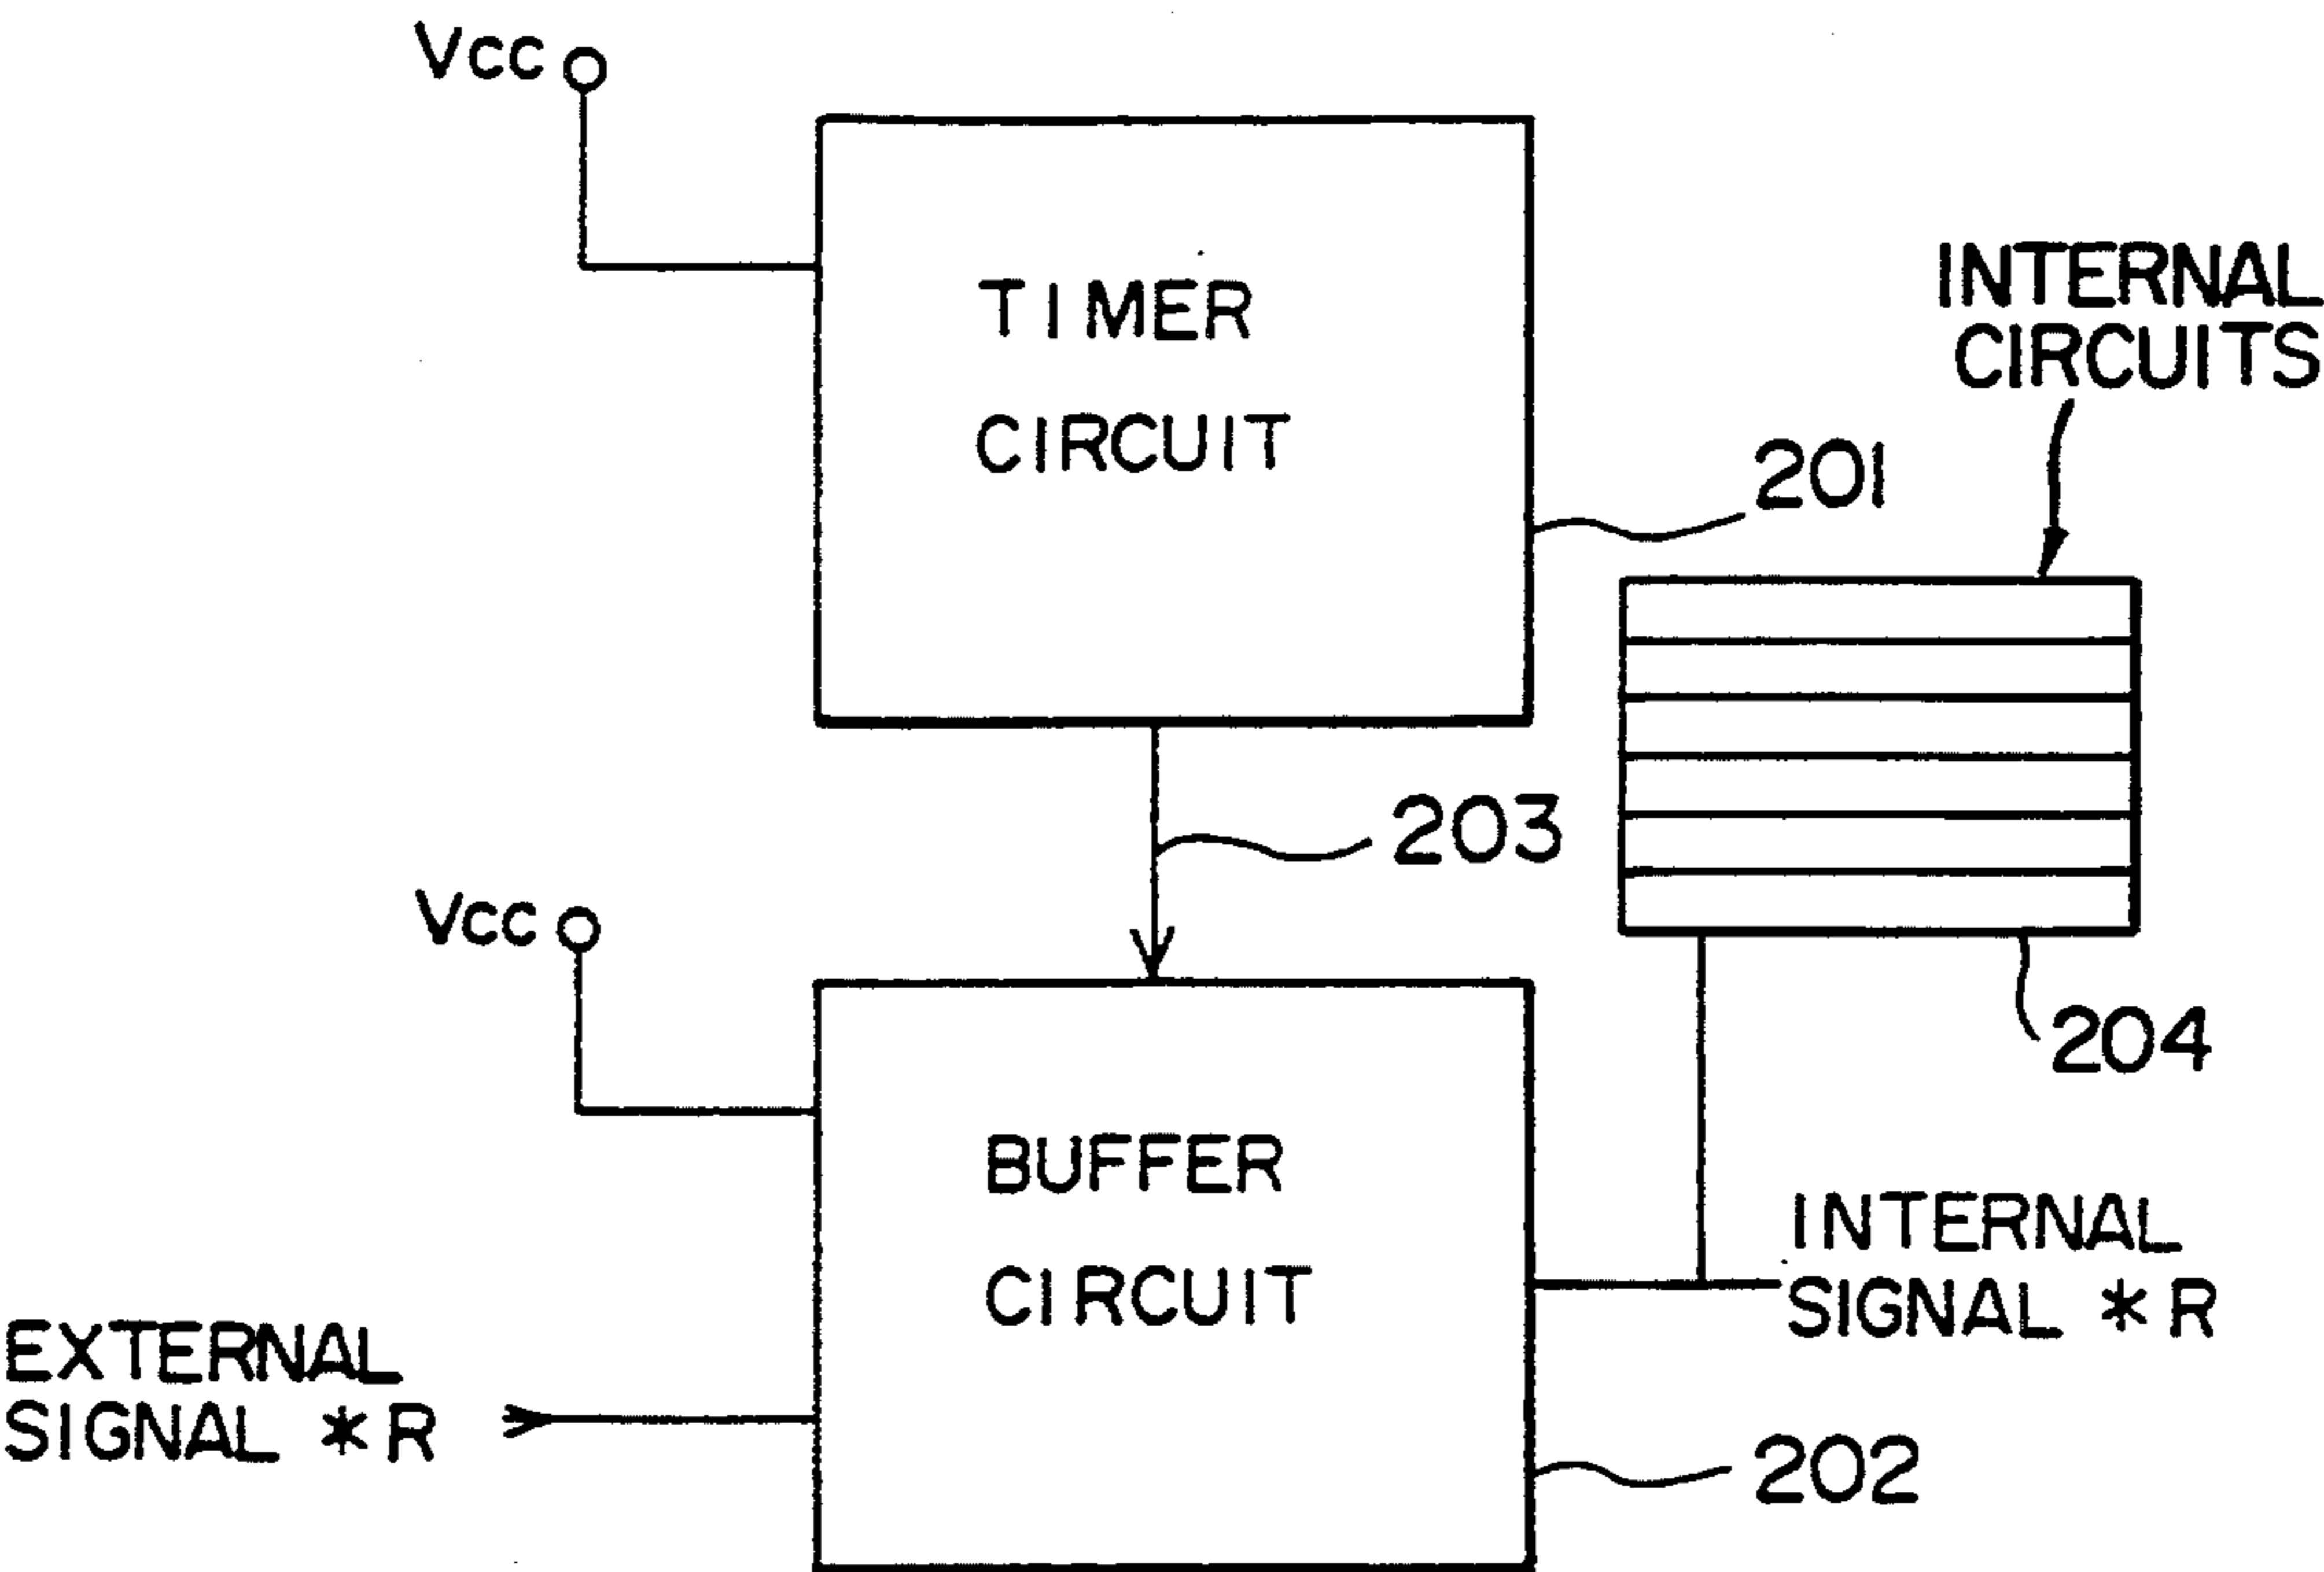 Vcc
TIMER
CIRCUIT
INTERNAL
CIRCUITS
201
203
Vcc
204
BUFFER
CIRCUIT
INTERNAL
SIGNAL *R
EXTERNAL
SIGNAL *R
202